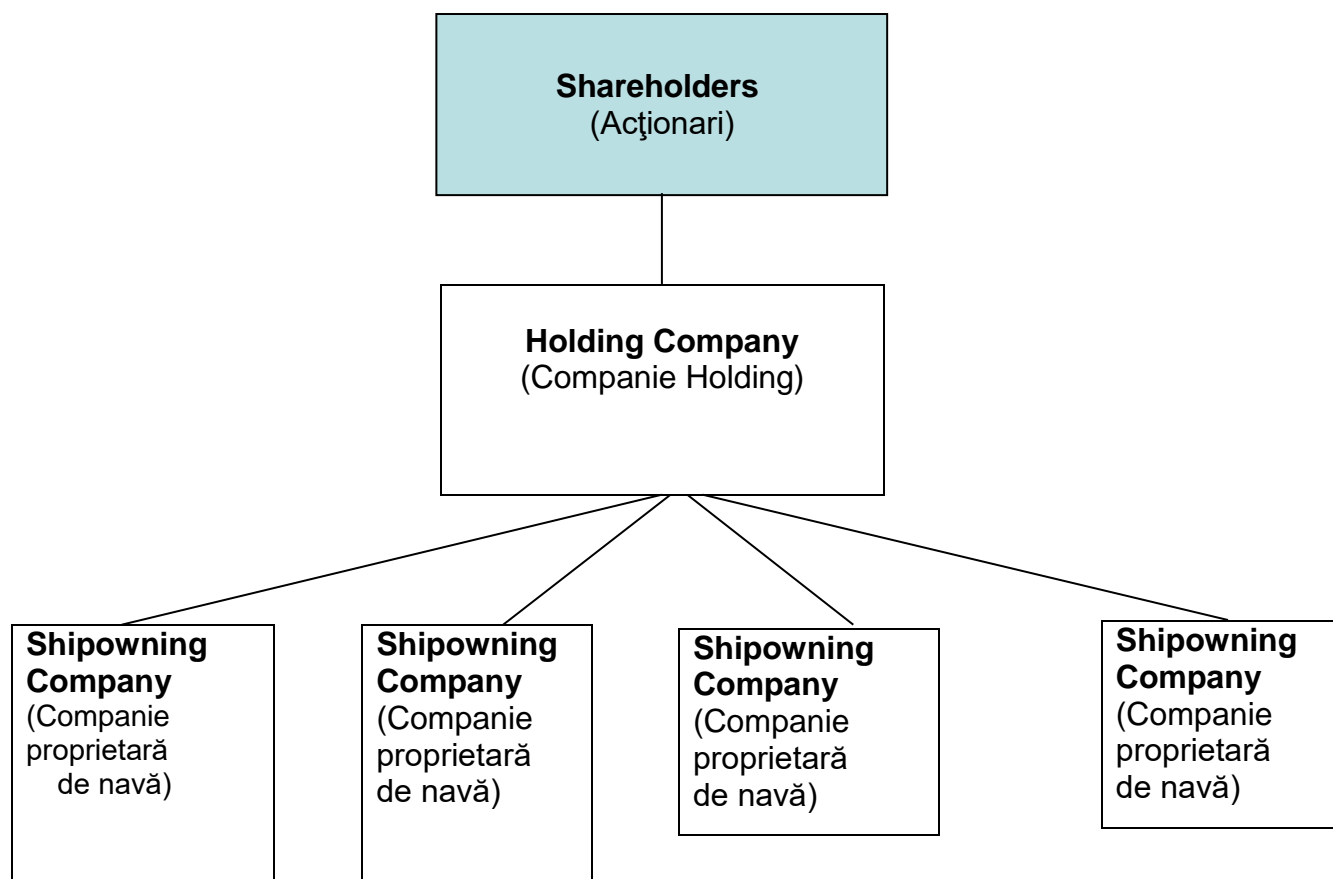 Shareholders
(Acţionari)
Holding Company
(Companie Holding)
Shipowning
Company
(Companie
proprietară
de navă)
Shipowning
Company
(Companie
proprietară
de navă)
Shipowning
Company
(Companie
proprietară
de navă)
Shipowning
Company
(Companie
proprietară
de navă)